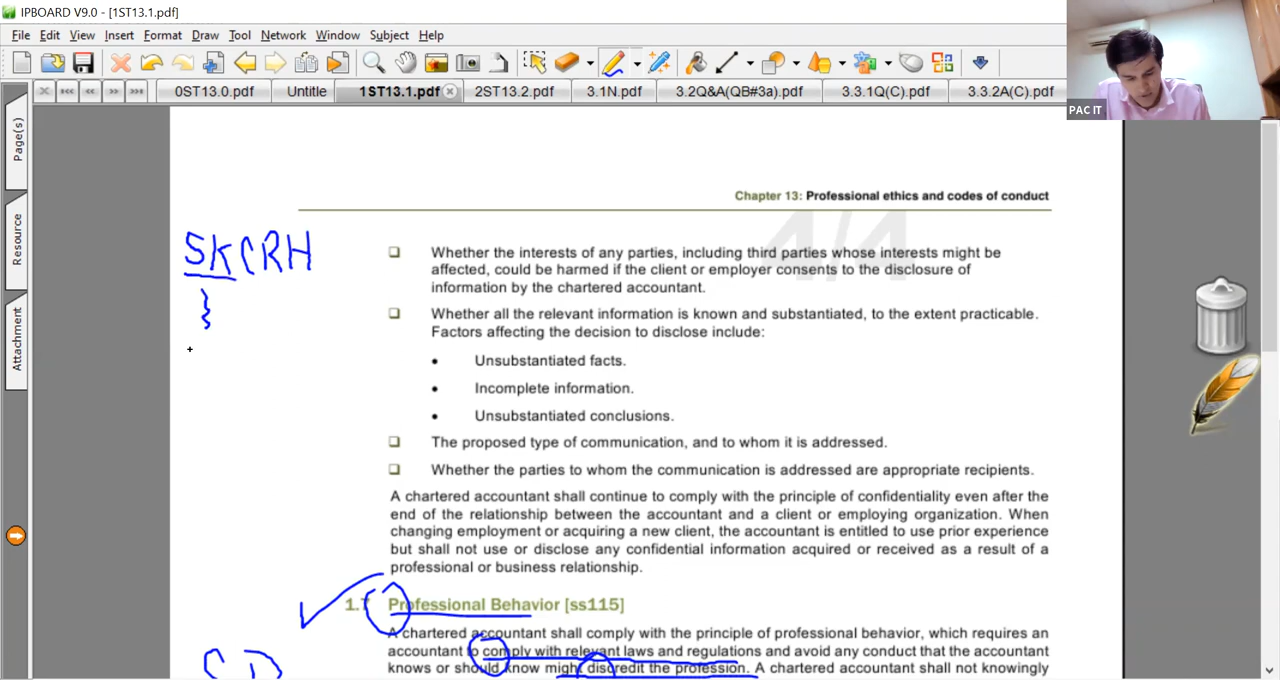 IPBOARD V9.0 - [1ST13.1.pdf]
File Edit View Insert Format Draw Tool Network Window Subject Help
0ST13.0.pdf Untitle 1ST13.1.pdf 2ST13.2.pdf 3.1N.pdf 3.2Q&A(QB#3a).pdf 3.3.1Q(C).pdf 3.3.2A(C).pdf
PAC IT
Page(s)
Resource
Attachment
Chapter 13: Professional ethics and codes of conduct
SKCRH
Whether the interests of any parties, including third parties whose interests might be
affected, could be harmed if the client or employer consents to the disclosure of
information by the chartered accountant.
Whether all the relevant information is known and substantiated, to the extent practicable.
Factors affecting the decision to disclose include:
• Unsubstantiated facts.
• Incomplete information.
• Unsubstantiated conclusions.
The proposed type of communication, and to whom it is addressed.
Whether the parties to whom the communication is addressed are appropriate recipients.
A chartered accountant shall continue to comply with the principle of confidentiality even after the
end of the relationship between the accountant and a client or employing organization. When
changing employment or acquiring a new client, the accountant is entitled to use prior experience
but shall not use or disclose any confidential information acquired or received as a result of a
professional or business relationship.
1.7 Professional Behavior [ss115]
A chartered accountant shall comply with the principle of professional behavior, which requires an
accountant to comply with relevant laws and regulations and avoid any conduct that the accountant
knows or should know might discredit the profession. A chartered accountant shall not knowingly